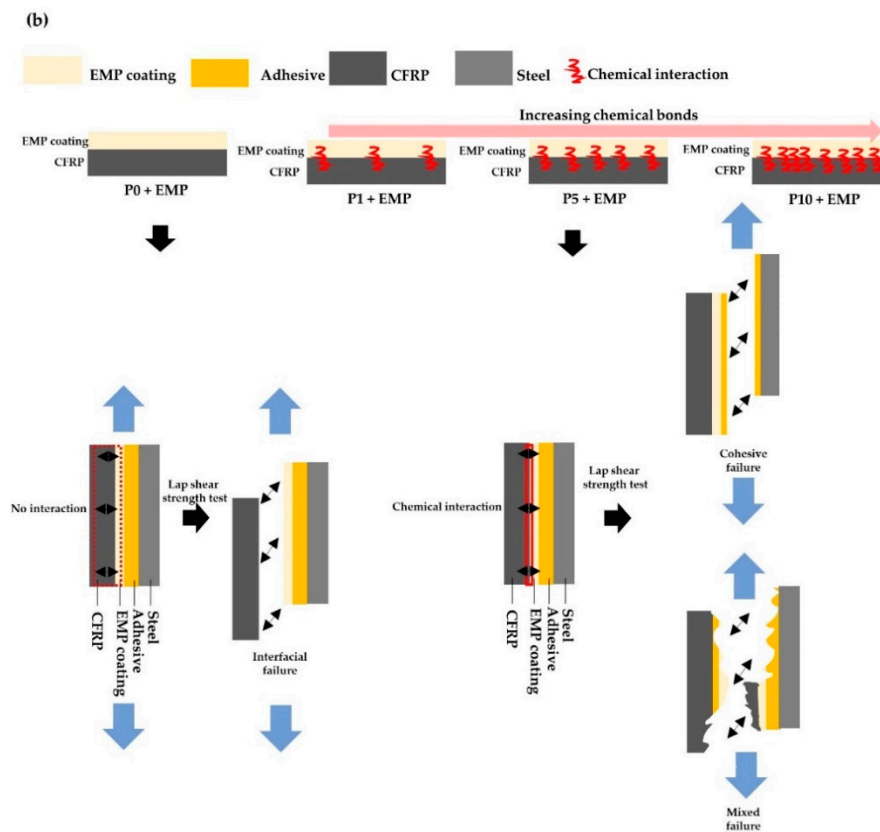 (b)
EMP coating
Adhesive
CFRP
Steel
Chemical interaction
Increasing chemical bonds
EMP coating
CFRP
P0 + EMP
EMP coating
CFRP
P1 + EMP
EMP coating
CFRP
P5 + EMP
EMP coating
CFRP
P10 + EMP
No interaction
CFRP
EMP coating
Adhesive
Steel
Lap shear
strength test
Interfacial
failure
Chemical interaction
CFRP
EMP coating
Adhesive
Steel
Lap shear
strength test
Cohesive
failure
Mixed
failure